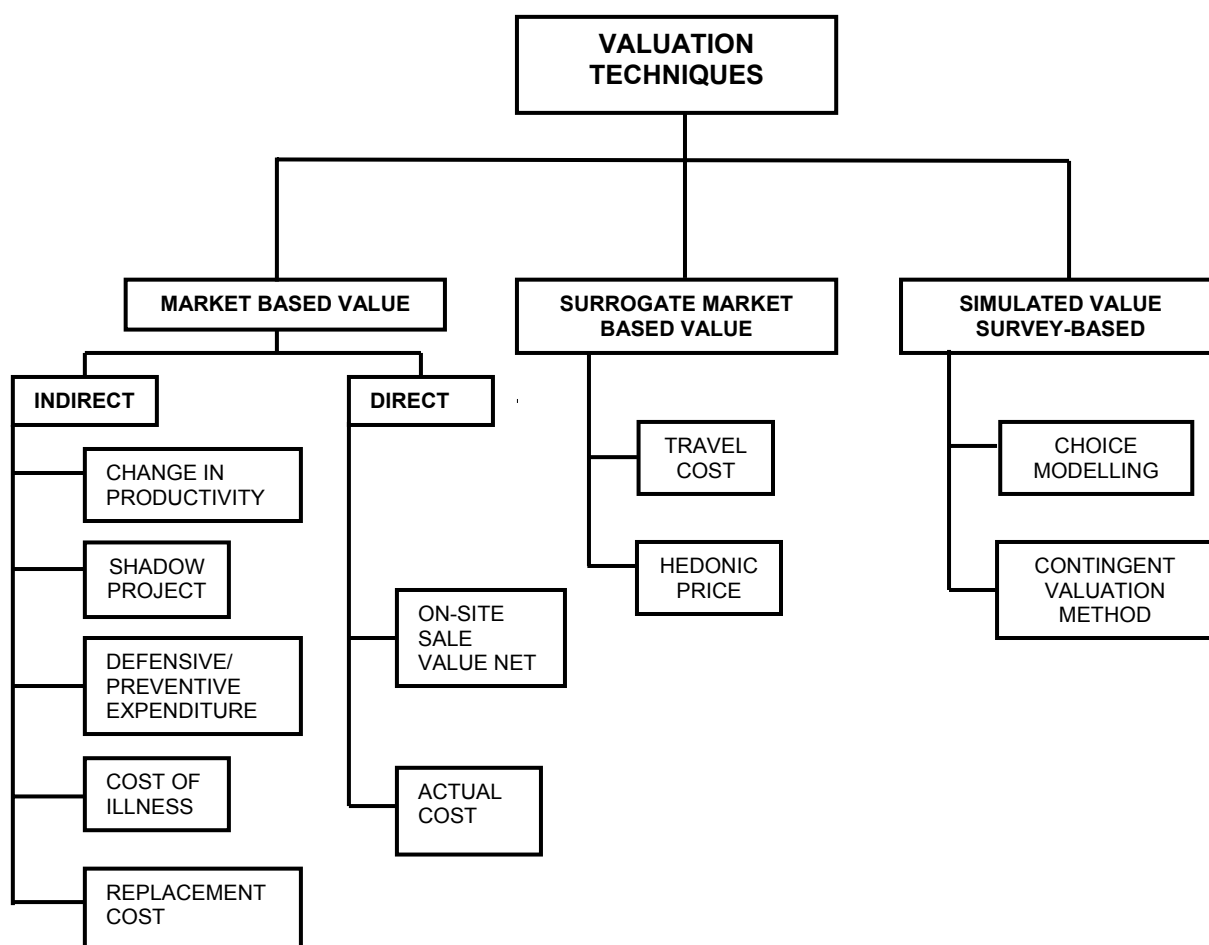 VALUATION
TECHNIQUES
MARKET BASED VALUE
SURROGATE MARKET
BASED VALUE
SIMULATED VALUE
SURVEY-BASED
INDIRECT
DIRECT
CHANGE IN
PRODUCTIVITY
SHADOW
PROJECT
DEFENSIVE/
PREVENTIVE
EXPENDITURE
COST OF
ILLNESS
REPLACEMENT
COST
ON-SITE
SALE
VALUE NET
ACTUAL
COST
TRAVEL
COST
HEDONIC
PRICE
CHOICE
MODELLING
CONTINGENT
VALUATION
METHOD